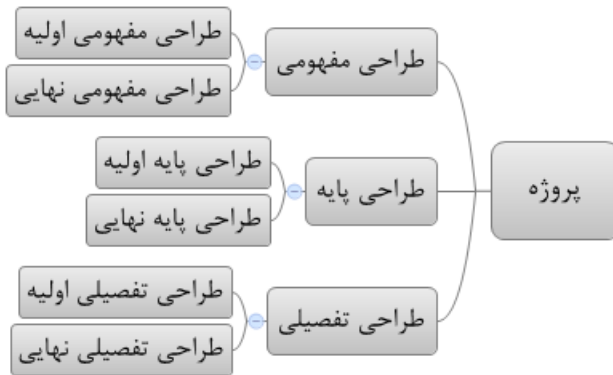 پروژه
طراحی مفهومی
طراحی مفهومی اولیه
طراحی مفهومی نهایی
طراحی پایه
طراحی پایه اولیه
طراحی پایه نهایی
طراحی تفصیلی
طراحی تفصیلی اولیه
طراحی تفصیلی نهایی